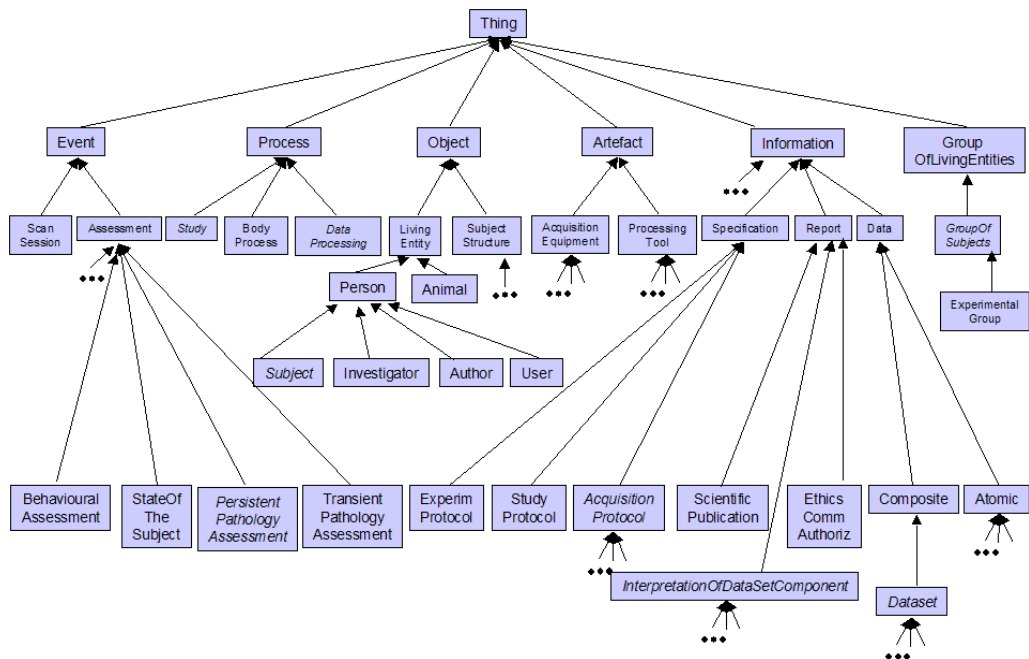 Thing
Event
Process
Object
Artefact
Information
Group
OfLivingEntities
Scan
Session
Assessment
Study
Body
Process
Data
Processing
Living
Entity
Subject
Structure
Acquisition
Equipment
Processing
Tool
Specification
Report
Data
GroupOf
Subjects
Person
Animal
Experimental
Group
Subject
Investigator
Author
User
Behavioural
Assessment
StateOf
The
Subject
Persistent
Pathology
Assessment
Transient
Pathology
Assessment
Experim
Protocol
Study
Protocol
Acquisition
Protocol
Scientific
Publication
Ethics
Comm
Authoriz
Composite
Atomic
InterpretationOfDataSetComponent
Dataset